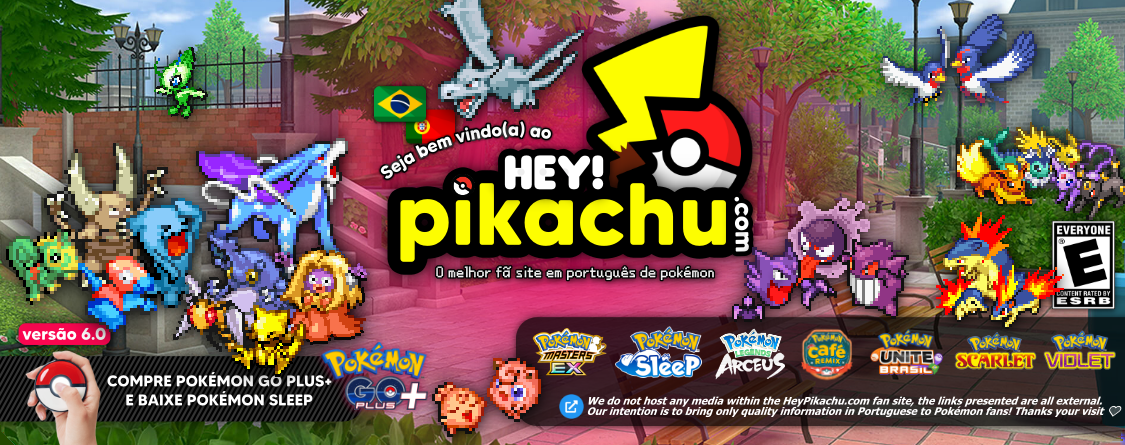 Seja bem vindo(a) ao
HEY!
pikachu.com
O melhor fã site em português de pokémon
EVERYONE
E
CONTENT RATED BY
ESRB
versão 6.0
COMPRE POKÉMON GO PLUS+
E BAIXE POKÉMON SLEEP
POKÉMON
GO
PLUS
+
POKÉMON
MASTERS
EX
POKÉMON
SLEEP
POKÉMON
LEGENDS
ARCEUS
POKÉMON
Café
REMIX
POKÉMON
UNITE
BRASIL
POKÉMON
SCARLET
POKÉMON
VIOLET
We do not host any media within the HeyPikachu.com fan site, the links presented are all external.
Our intention is to bring only quality information in Portuguese to Pokémon fans! Thanks your visit